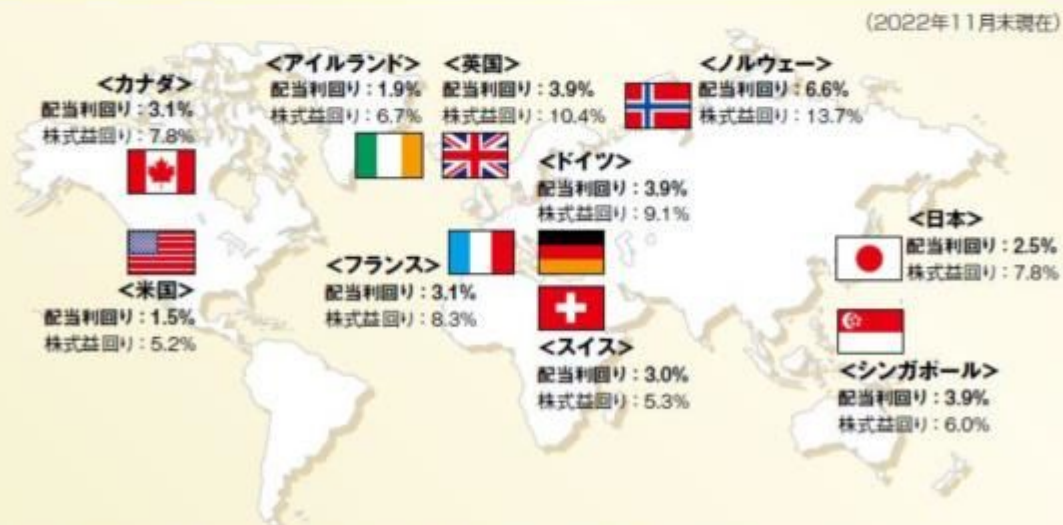 (2022年11月末現在)
<カナダ>
配当利回り：3.1%
株式益回り：7.8%
<アイルランド>
配当利回り：1.9%
株式益回り：6.7%
<英国>
配当利回り：3.9%
株式益回り：10.4%
<ノルウェー>
配当利回り：6.6%
株式益回り：13.7%
<ドイツ>
配当利回り：3.9%
株式益回り：9.1%
<日本>
配当利回り：2.5%
株式益回り：7.8%
<米国>
配当利回り：1.5%
株式益回り：5.2%
<フランス>
配当利回り：3.1%
株式益回り：8.3%
<スイス>
配当利回り：3.0%
株式益回り：5.3%
<シンガポール>
配当利回り：3.9%
株式益回り：6.0%